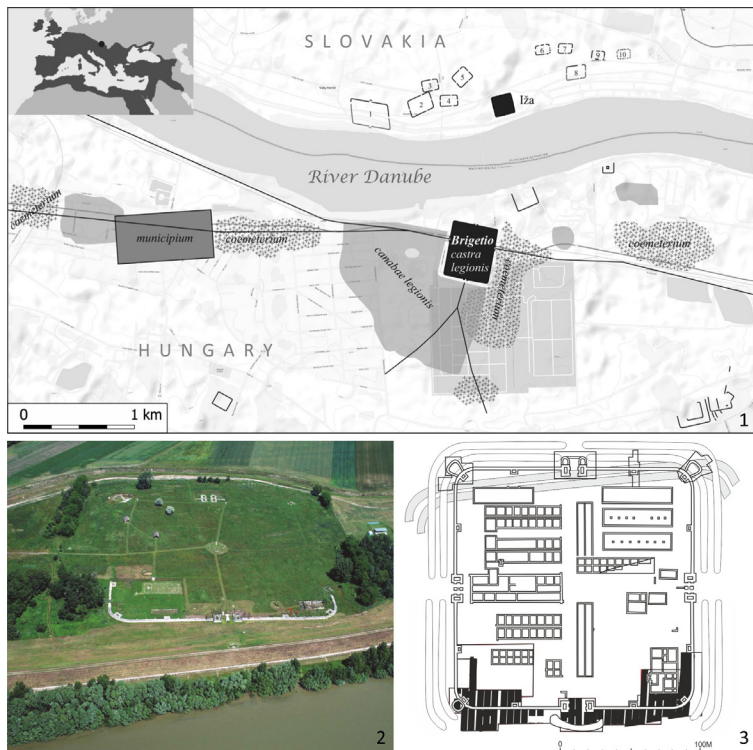 SLOVAKIA
6
7
9
10
5
8
3
2
4
1
Iža
River Danube
coemeterium
municipium
coemeterium
Brigetio
castra
legionis
coemeterium
canabae legionis
coemeterium
HUNGARY
0
1 km
1
2
0
100M
3